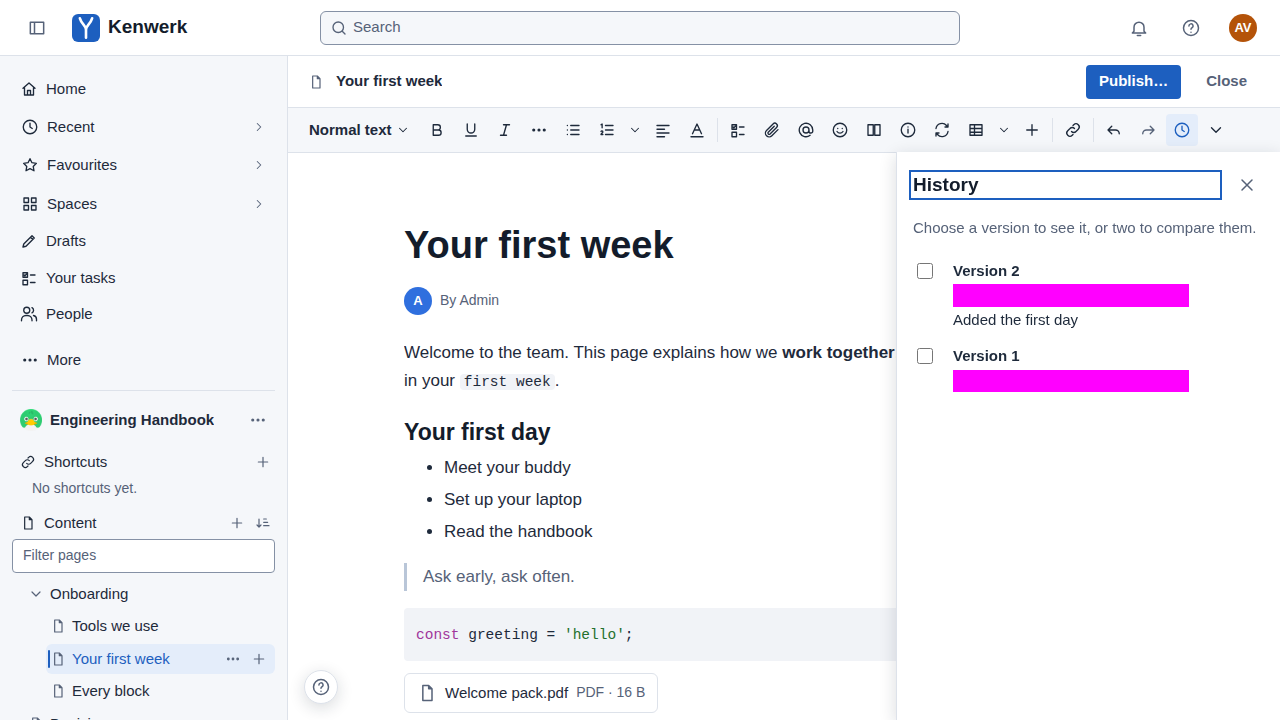 Kenwerk
Search
AV
Your first week
Publish…
Close
Normal text
Home
Recent
Favourites
Spaces
Drafts
Your tasks
People
More
Engineering Handbook
Shortcuts
No shortcuts yet.
Content
Filter pages
Onboarding
Tools we use
Your first week
Every block
Your first week
A
By Admin
Welcome to the team. This page explains how we work together
in your first week.
Your first day
• Meet your buddy
• Set up your laptop
• Read the handbook
Ask early, ask often.
const greeting = 'hello';
Welcome pack.pdf PDF · 16 B
History
Choose a version to see it, or two to compare them.
Version 2
Added the first day
Version 1